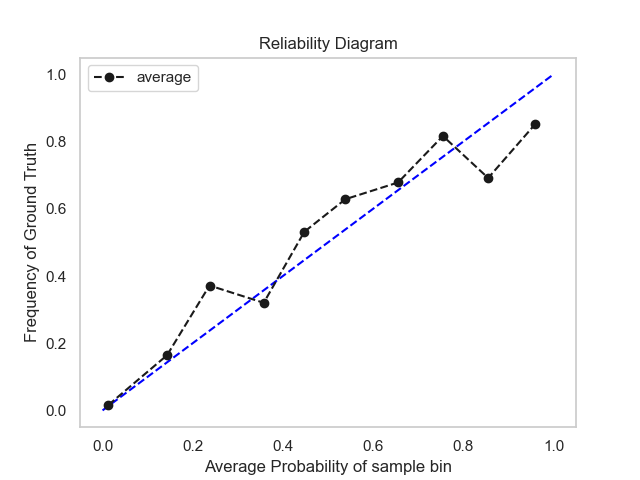 Reliability Diagram
average
Frequency of Ground Truth
1.0
0.8
0.6
0.4
0.2
0.0
0.0 0.2 0.4 0.6 0.8 1.0
Average Probability of sample bin